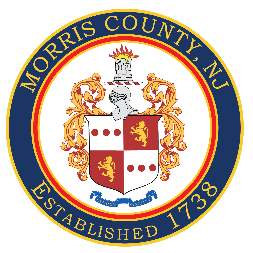 MORRIS COUNTY, NJ
ESTABLISHED 1738